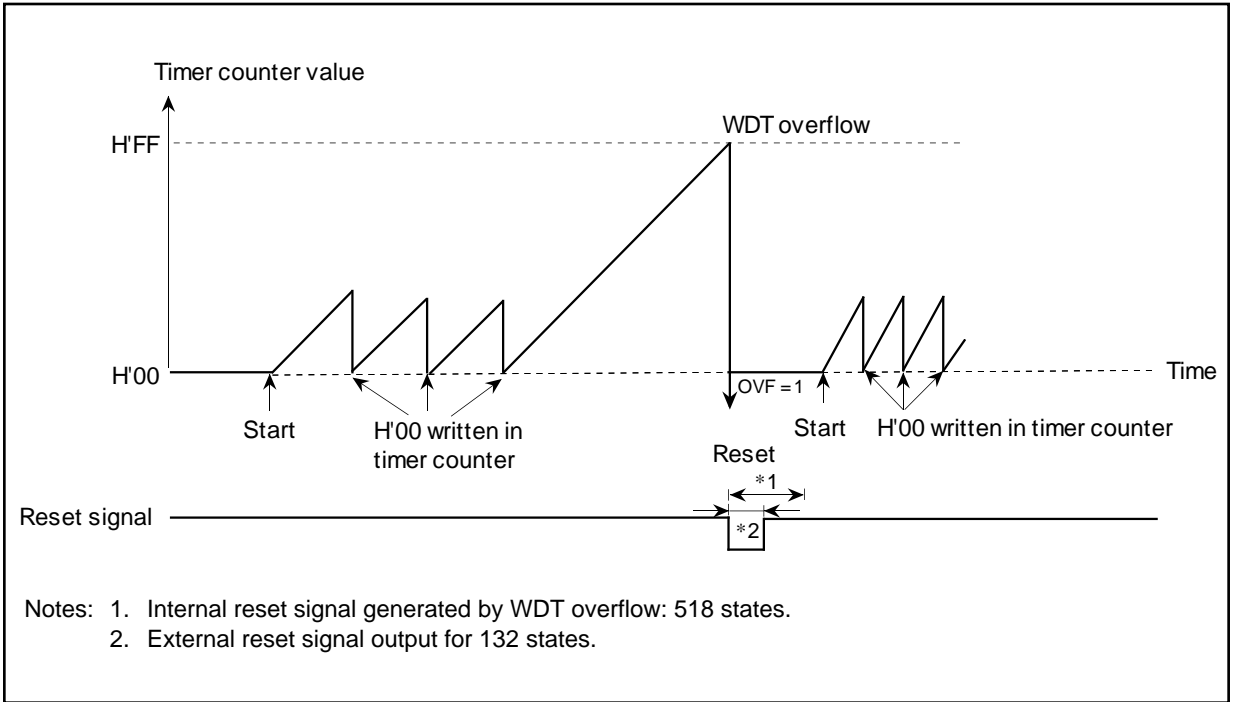 Timer counter value
WDT overflow
H'FF
H'00
Time
OVF = 1
Start
H'00 written in
timer counter
Start
H'00 written in timer counter
Reset
*1
Reset signal
*2
Notes: 1. Internal reset signal generated by WDT overflow: 518 states.
2. External reset signal output for 132 states.